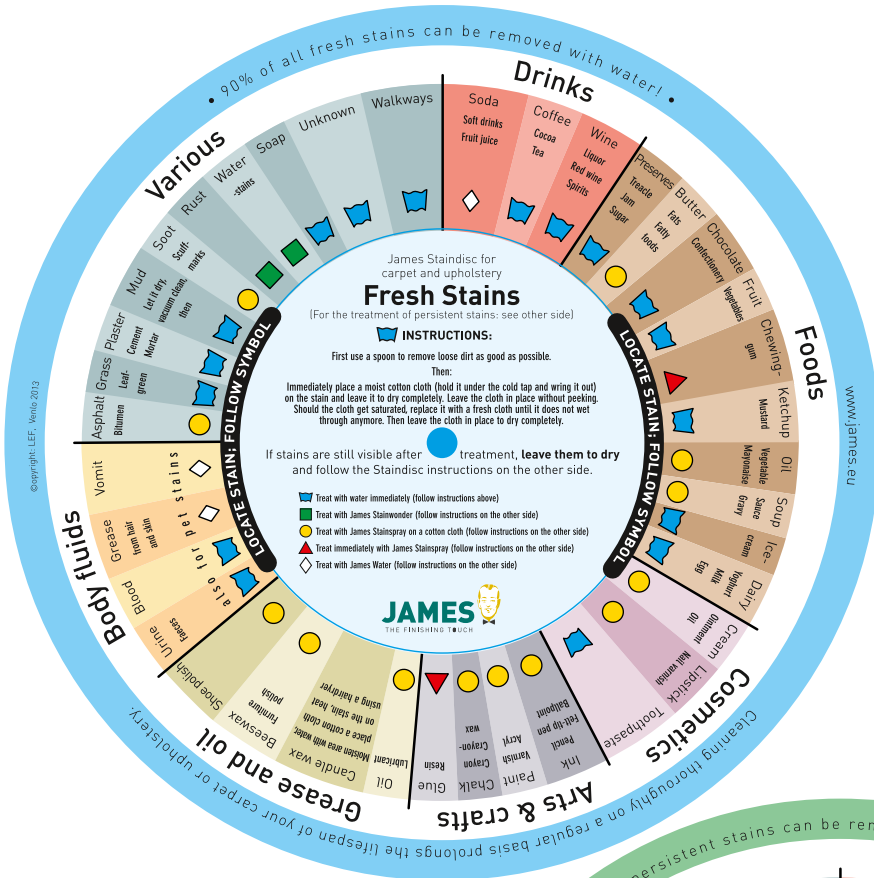 • 90% of all fresh stains can be removed with water! •
Drinks
Soda
Soft drinks
Fruit juice
Coffee
Cocoa
Tea
Wine
Liquor
Red wine
Spirits
Foods
Preserves
Treacle
Jam
Sugar
Butter
Fats
Fatty
foods
Chocolate
Confectionery
Fruit
Vegetables
Chewing-
gum
Ketchup
Mustard
Oil
Vegetable
Mayonaise
Soup
Sauce
Gravy
Ice-
cream
Dairy
Yoghurt
Milk
Egg
Cosmetics
Cream
Ointment
Oil
Lipstick
Nail varnish
Toothpaste
Arts & crafts
Ink
Pencil
Felt-tip pen
Ballpoint
Paint
Varnish
Acryl
Chalk
Crayon
Crayon-
wax
Glue
Resin
Grease and oil
Oil
Lubricant
Candle wax
Moisten area with water,
place a cotton cloth
on the stain, heat
using a hairdryer
Beeswax
Furniture
polish
Shoe polish
Body fluids
Urine
Faeces
Blood
Grease
from hair
and skin
Vomit
also for pet stains
Various
Asphalt
Bitumen
Grass
Leaf-
green
Plaster
Cement
Mortar
Mud
Let it dry,
vacuum clean,
then
Soot
Scuff-
marks
Rust
Water
-stains
Soap
Unknown
Walkways
James Staindisc for
carpet and upholstery
Fresh Stains
(For the treatment of persistent stains: see other side)
INSTRUCTIONS:
First use a spoon to remove loose dirt as good as possible.
Then:
Immediately place a moist cotton cloth (hold it under the cold tap and wring it out)
on the stain and leave it to dry completely. Leave the cloth in place without peeking.
Should the cloth get saturated, replace it with a fresh cloth until it does not wet
through anymore. Then leave the cloth in place to dry completely.
If stains are still visible after treatment, leave them to dry
and follow the Staindisc instructions on the other side.
Treat with water immediately (follow instructions above)
Treat with James Stainwonder (follow instructions on the other side)
Treat with James Stainspray on a cotton cloth (follow instructions on the other side)
Treat immediately with James Stainspray (follow instructions on the other side)
Treat with James Water (follow instructions on the other side)
JAMES
THE FINISHING TOUCH
LOCATE STAIN; FOLLOW SYMBOL
LOCATE STAIN; FOLLOW SYMBOL
©opyright: LEF, Venlo 2013
www.james.eu
Cleaning thoroughly on a regular basis prolongs the lifespan of your carpet or upholstery.
persistent stains can be